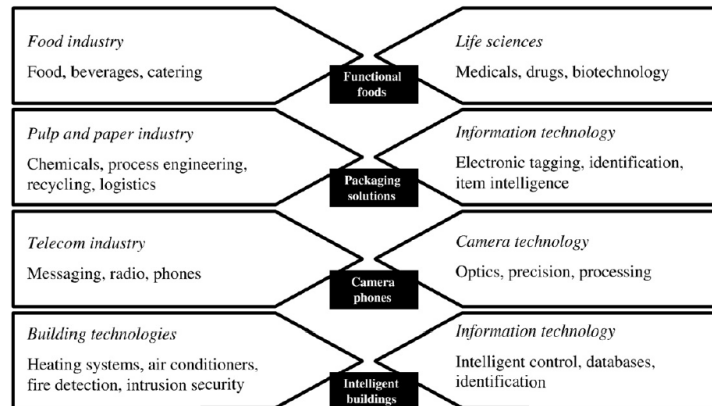 Food industry
Food, beverages, catering
Functional
foods
Life sciences
Medicals, drugs, biotechnology
Pulp and paper industry
Chemicals, process engineering,
recycling, logistics
Packaging
solutions
Information technology
Electronic tagging, identification,
item intelligence
Telecom industry
Messaging, radio, phones
Camera
phones
Camera technology
Optics, precision, processing
Building technologies
Heating systems, air conditioners,
fire detection, intrusion security
Intelligent
buildings
Information technology
Intelligent control, databases,
identification